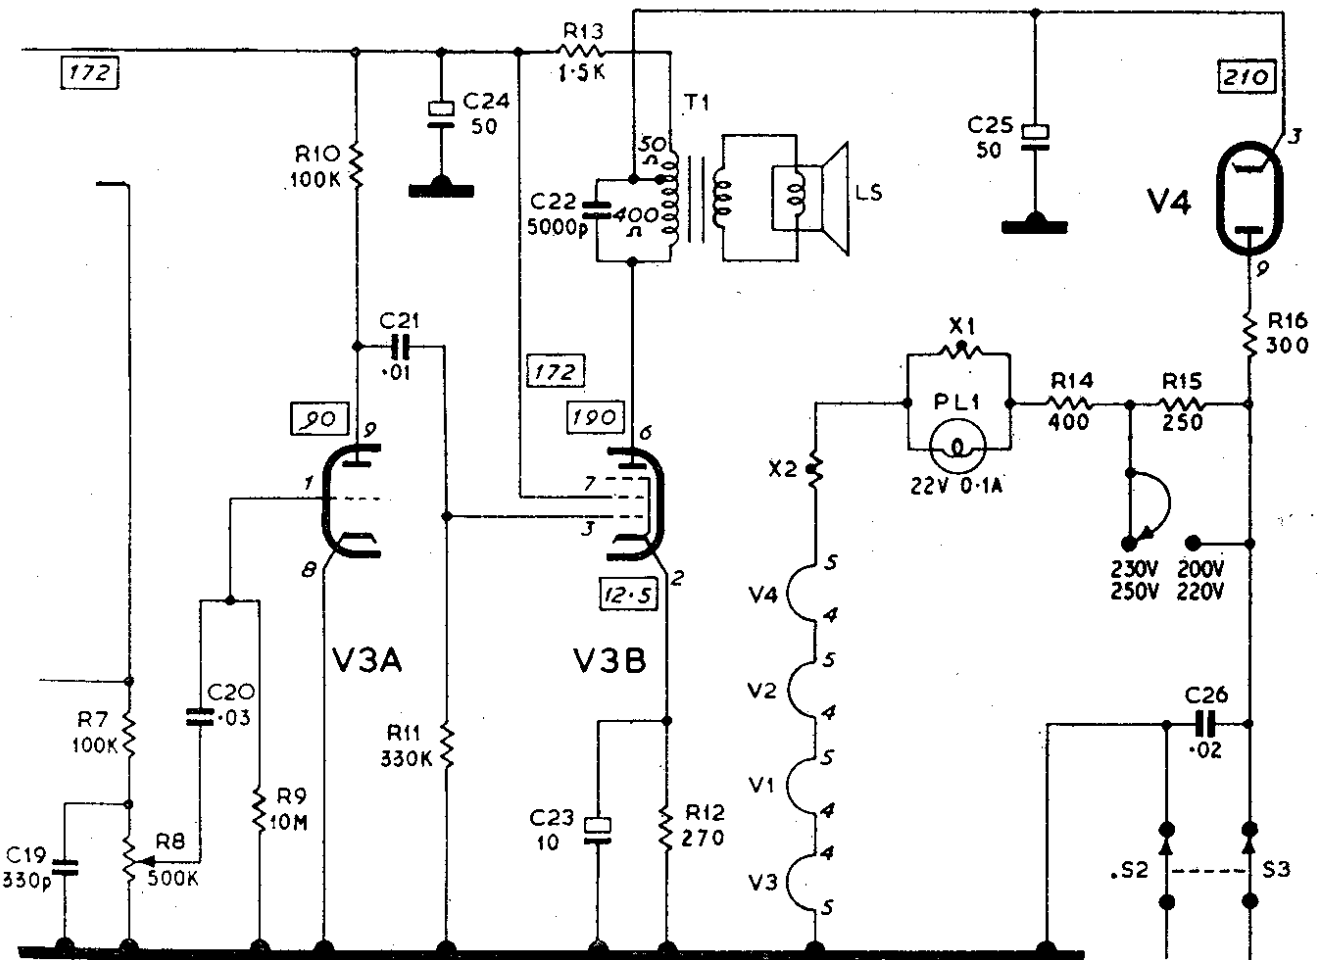 R13
1·5K
172
C24
50
T1
210
3
R10
100K
50
Ω
C25
50
C22
5000p
400
Ω
LS
V4
9
C21
·01
R16
300
X1
172
R14
400
R15
250
PL1
90
9
190
6
X2
22V 0·1A
1
7
3
8
12·5
2
230V
250V
200V
220V
5
V4
4
V3A
V3B
5
V2
4
C20
·03
C26
·02
R7
100K
R11
330K
5
V1
4
R9
10M
C23
10
R12
270
R8
500K
C19
330p
4
V3
5
.S2
S3